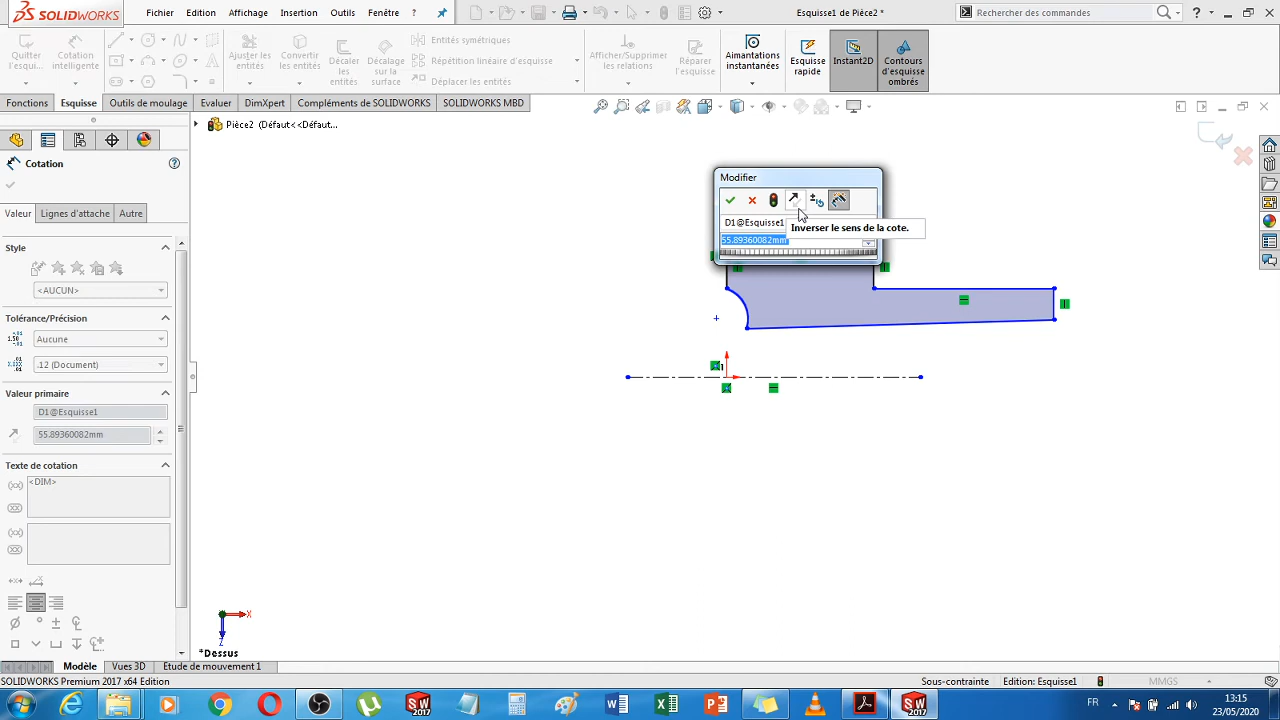 SOLIDWORKS
Fichier Edition Affichage Insertion Outils Fenêtre ?
Esquisse1 de Pièce2 *
Rechercher des commandes
Quitter l'esqui...
Cotation intelligente
Ajuster les entités
Convertir les entités
Décaler les entités
Décalage sur la surface
Entités symétriques
Répétition linéaire d'esquisse
Déplacer les entités
Afficher/Supprimer les relations
Réparer l'esquisse
Aimantations instantanées
Esquisse rapide
Instant2D
Contours d'esquisse ombrés
Fonctions Esquisse Outils de moulage Evaluer DimXpert Compléments de SOLIDWORKS SOLIDWORKS MBD
Pièce2 (Défaut<<Défaut...
Cotation
Valeur Lignes d'attache Autre
Style
<AUCUN>
Tolérance/Précision
Aucune
.12 (Document)
Valeur primaire
D1@Esquisse1
55.89360082mm
Texte de cotation
<DIM>
Modifier
D1@Esquisse1
55.89360082mm
Inverser le sens de la cote.
1
X
Z
*Dessus
Modèle Vues 3D Etude de mouvement 1
SOLIDWORKS Premium 2017 x64 Edition
Sous-contrainte Edition: Esquisse1 MMGS
FR
13:15
23/05/2020